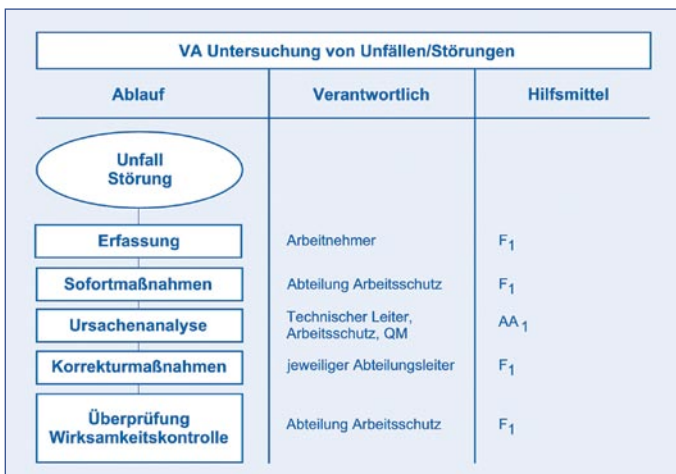 VA Untersuchung von Unfällen/Störungen
Ablauf Verantwortlich Hilfsmittel
Unfall
Störung
Erfassung Arbeitnehmer F1
Sofortmaßnahmen Abteilung Arbeitsschutz F1
Ursachenanalyse Technischer Leiter,
Arbeitsschutz, QM AA1
Korrekturmaßnahmen jeweiliger Abteilungsleiter F1
Überprüfung
Wirksamkeitskontrolle Abteilung Arbeitsschutz F1